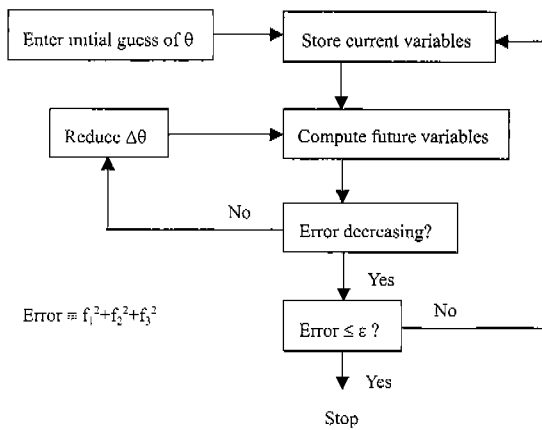 Enter initial guess of θ
Store current variables
Reduce Δθ
Compute future variables
No
Error decreasing?
Yes
Error ≡ f₁²+f₂²+f₃²
Error ≤ ε ?
No
Yes
Stop